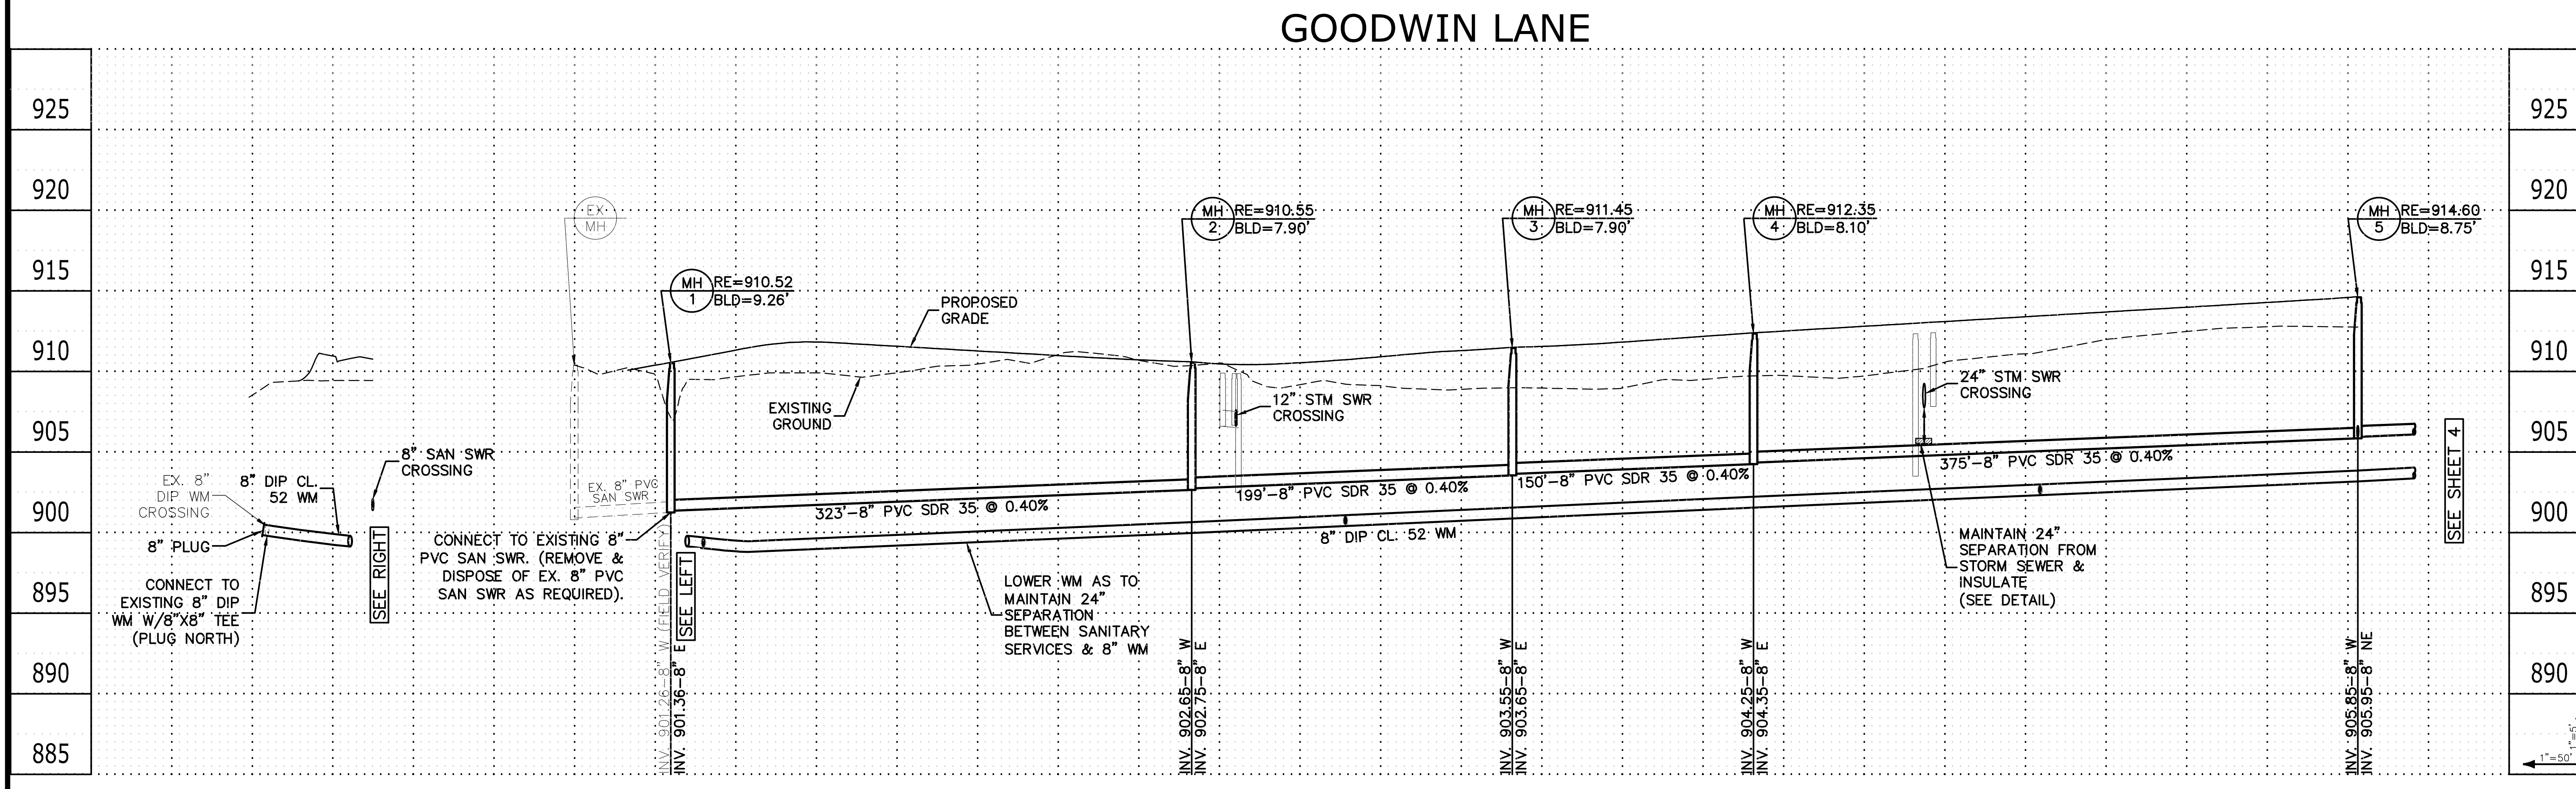 GOODWIN LANE
925
920
915
910
905
900
895
890
885
925
920
915
910
905
900
895
890
EX
MH
MH
1
RE=910.52
BLD=9.26'
MH
2
RE=910.55
BLD=7.90'
MH
3
RE=911.45
BLD=7.90'
MH
4
RE=912.35
BLD=8.10'
MH
5
RE=914.60
BLD=8.75'
PROPOSED
GRADE
EXISTING
GROUND
12" STM SWR
CROSSING
24" STM SWR
CROSSING
8" SAN SWR
CROSSING
EX. 8"
DIP WM
CROSSING
8" DIP CL.
52 WM
8" PLUG
CONNECT TO
EXISTING 8" DIP
WM W/8"X8" TEE
(PLUG NORTH)
SEE RIGHT
EX. 8" PVC
SAN SWR
CONNECT TO EXISTING 8"
PVC SAN SWR. (REMOVE &
DISPOSE OF EX. 8" PVC
SAN SWR AS REQUIRED).
SEE LEFT
323'-8" PVC SDR 35 @ 0.40%
199'-8" PVC SDR 35 @ 0.40%
150'-8" PVC SDR 35 @ 0.40%
375'-8" PVC SDR 35 @ 0.40%
8" DIP CL. 52 WM
LOWER WM AS TO
MAINTAIN 24"
SEPARATION
BETWEEN SANITARY
SERVICES & 8" WM
MAINTAIN 24"
SEPARATION FROM
STORM SEWER &
INSULATE
(SEE DETAIL)
SEE SHEET 4
INV. 901.26-8" W (FIELD VERIFY)
INV. 901.36-8" E
INV. 902.65-8" W
INV. 902.75-8" E
INV. 903.55-8" W
INV. 903.65-8" E
INV. 904.25-8" W
INV. 904.35-8" E
INV. 905.85-8" W
INV. 905.95-8" NE
1"=5'
1"=50'